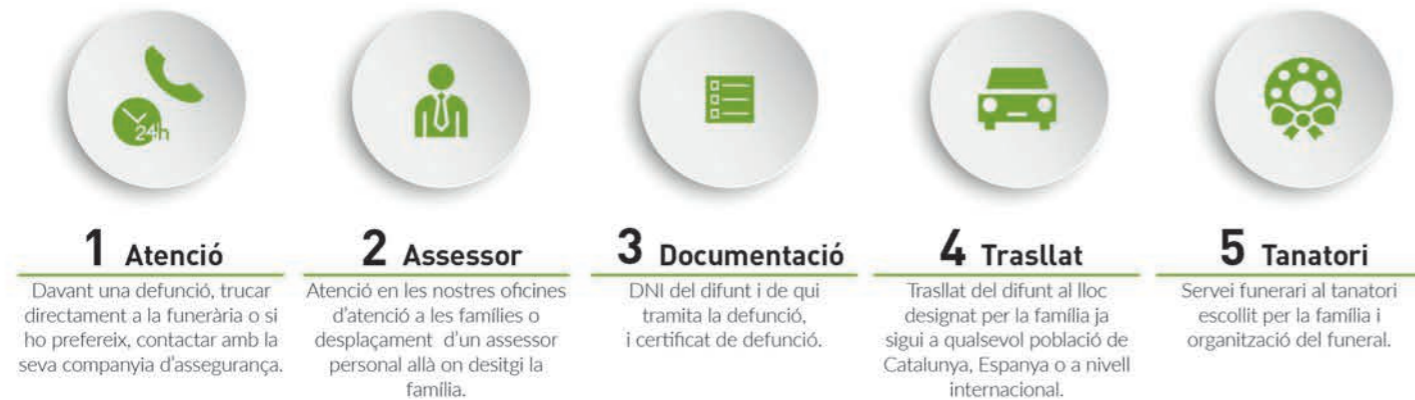 24h
1 Atenció
Davant una defunció, trucar
directament a la funerària o si
ho prefereix, contactar amb la
seva companyia d'assegurança.
2 Assessor
Atenció en les nostres oficines
d'atenció a les famílies o
desplaçament d'un assessor
personal allà on desitgi la
família.
3 Documentació
DNI del difunt i de qui
tramita la defunció,
i certificat de defunció.
4 Trasllat
Trasllat del difunt al lloc
designat per la família ja
sigui a qualsevol població de
Catalunya, Espanya o a nivell
internacional.
5 Tanatori
Servei funerari al tanatori
escollit per la família i
organització del funeral.